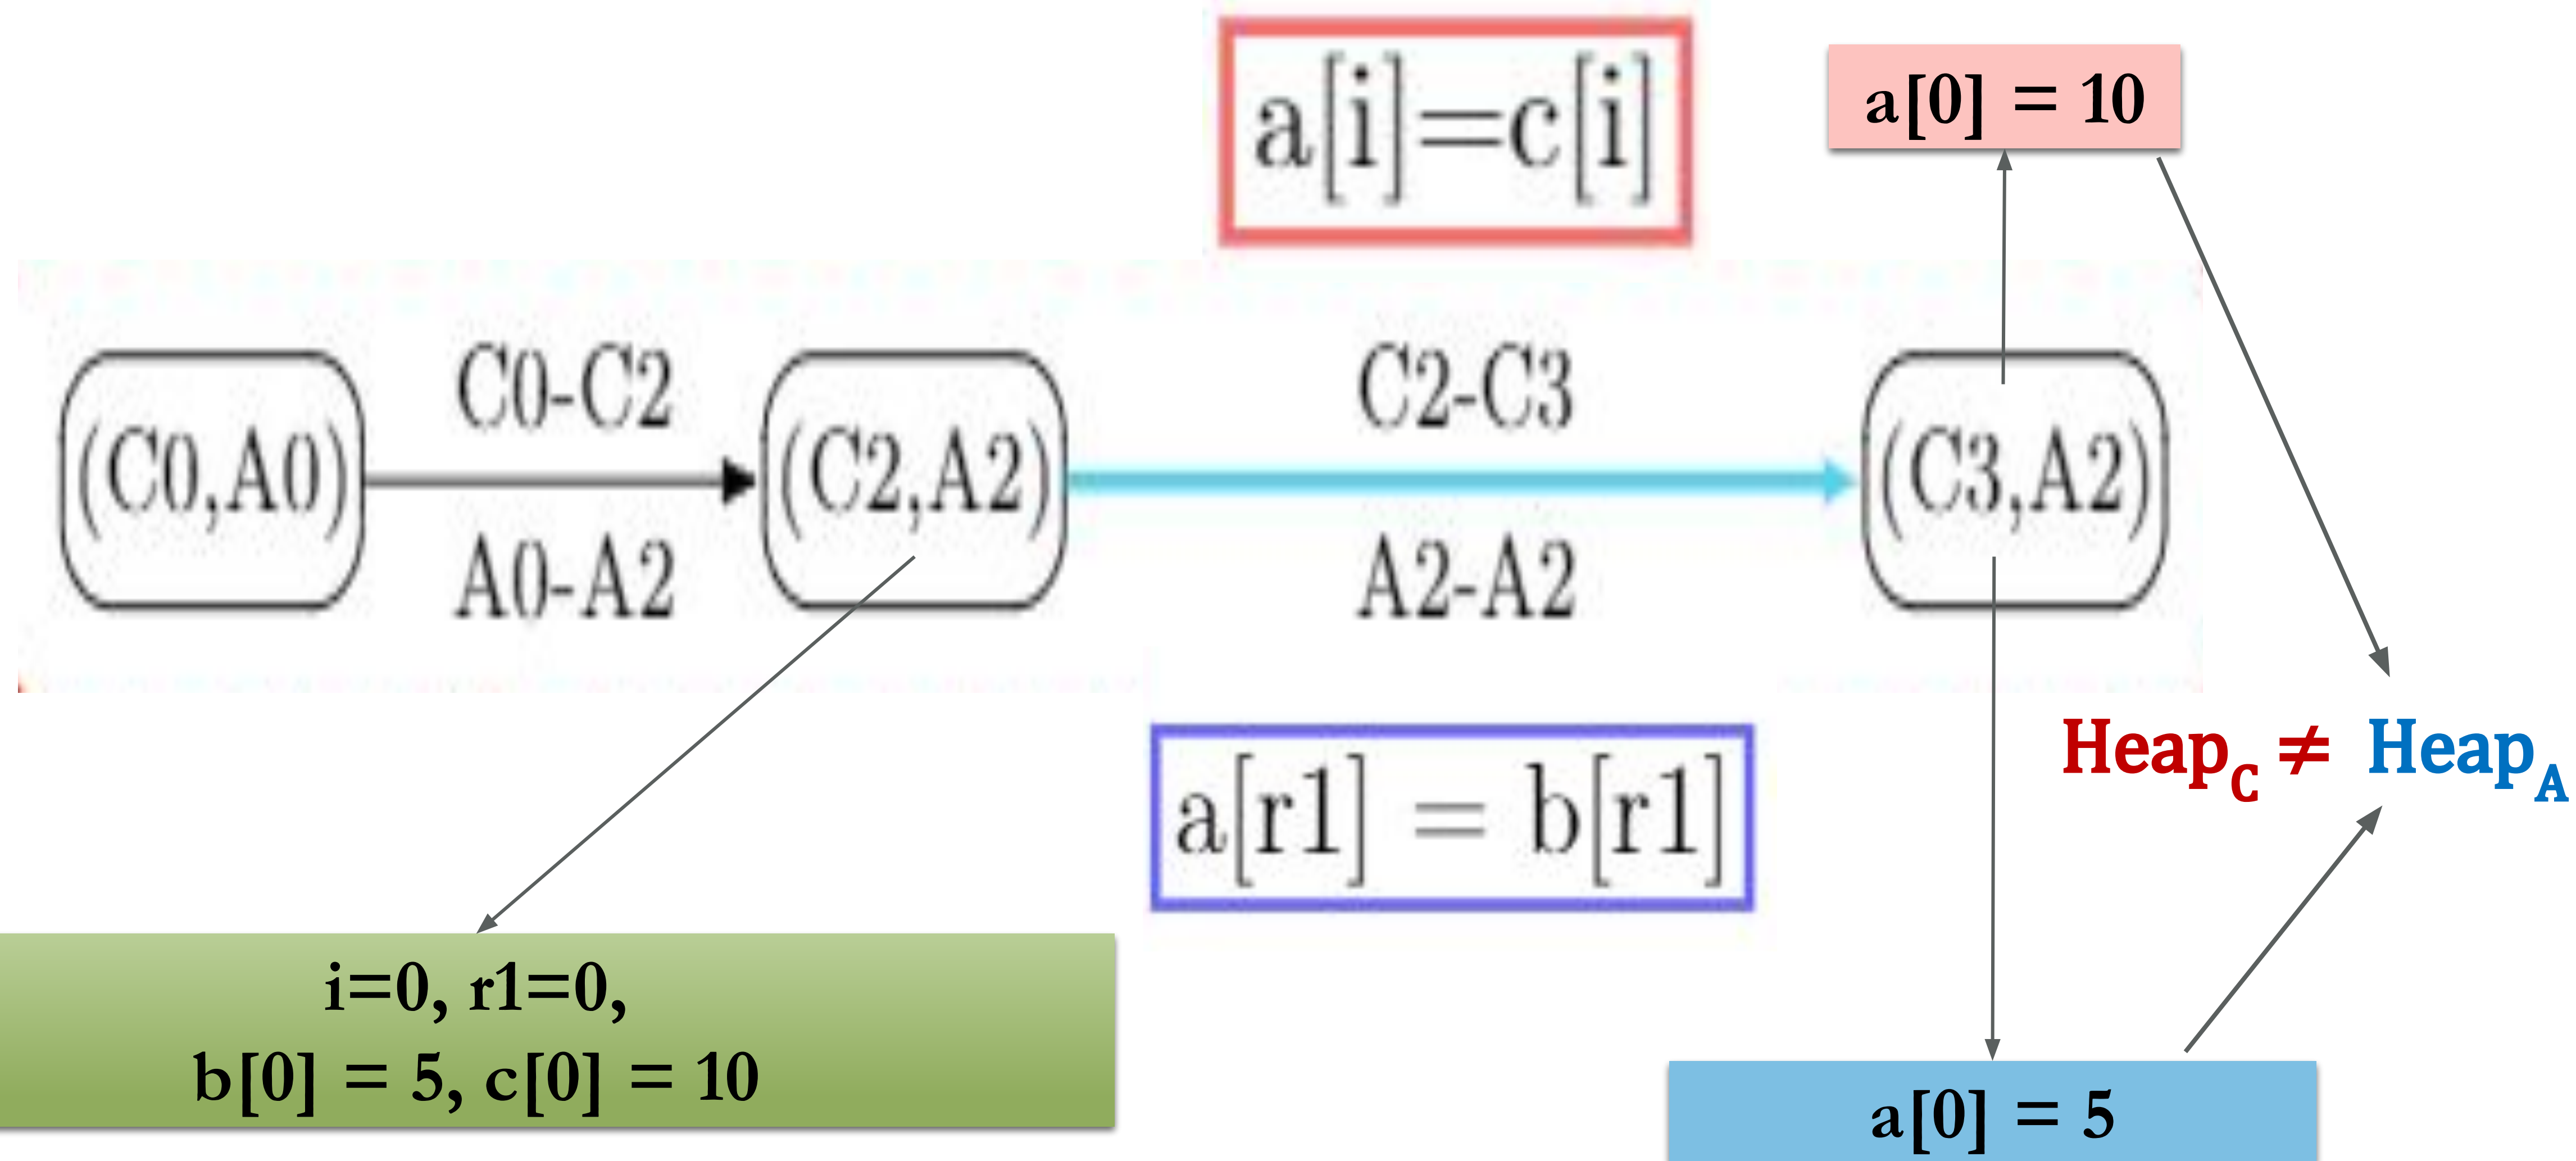 a[i]=c[i]
a[0] = 10
C0-C2
C2-C3
(C0,A0)
(C2,A2)
(C3,A2)
A0-A2
A2-A2
Heap_C ≠ Heap_A
a[r1] = b[r1]
i=0, r1=0,
b[0] = 5, c[0] = 10
a[0] = 5